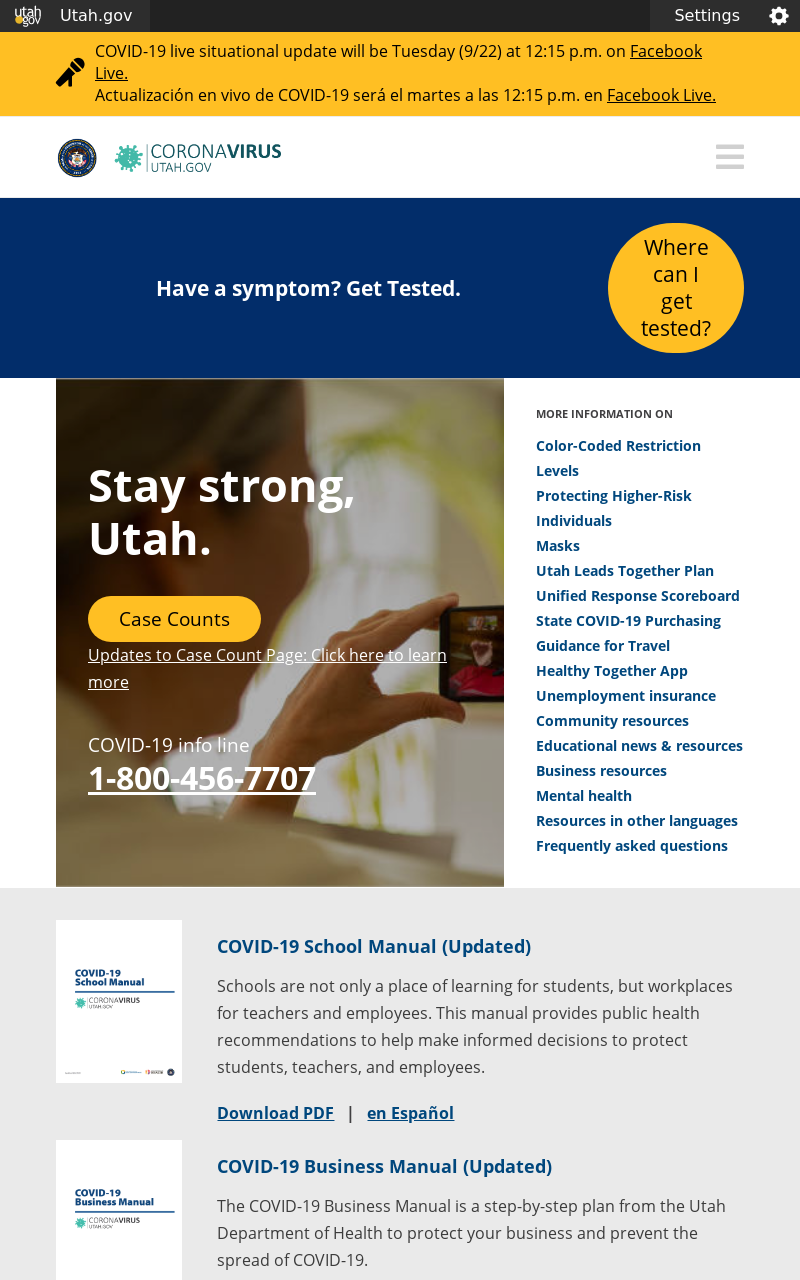 utah
gov
Utah.gov
Settings
COVID-19 live situational update will be Tuesday (9/22) at 12:15 p.m. on Facebook
Live.
Actualización en vivo de COVID-19 será el martes a las 12:15 p.m. en Facebook Live.
CORONAVIRUS
UTAH.GOV
Have a symptom? Get Tested.
Where
can I
get
tested?
Stay strong,
Utah.
Case Counts
Updates to Case Count Page: Click here to learn
more
COVID-19 info line
1-800-456-7707
MORE INFORMATION ON
Color-Coded Restriction
Levels
Protecting Higher-Risk
Individuals
Masks
Utah Leads Together Plan
Unified Response Scoreboard
State COVID-19 Purchasing
Guidance for Travel
Healthy Together App
Unemployment insurance
Community resources
Educational news & resources
Business resources
Mental health
Resources in other languages
Frequently asked questions
COVID-19
School Manual
CORONAVIRUS
UTAH.GOV
COVID-19 School Manual (Updated)
Schools are not only a place of learning for students, but workplaces
for teachers and employees. This manual provides public health
recommendations to help make informed decisions to protect
students, teachers, and employees.
Download PDF | en Español
COVID-19
Business Manual
CORONAVIRUS
UTAH.GOV
COVID-19 Business Manual (Updated)
The COVID-19 Business Manual is a step-by-step plan from the Utah
Department of Health to protect your business and prevent the
spread of COVID-19.